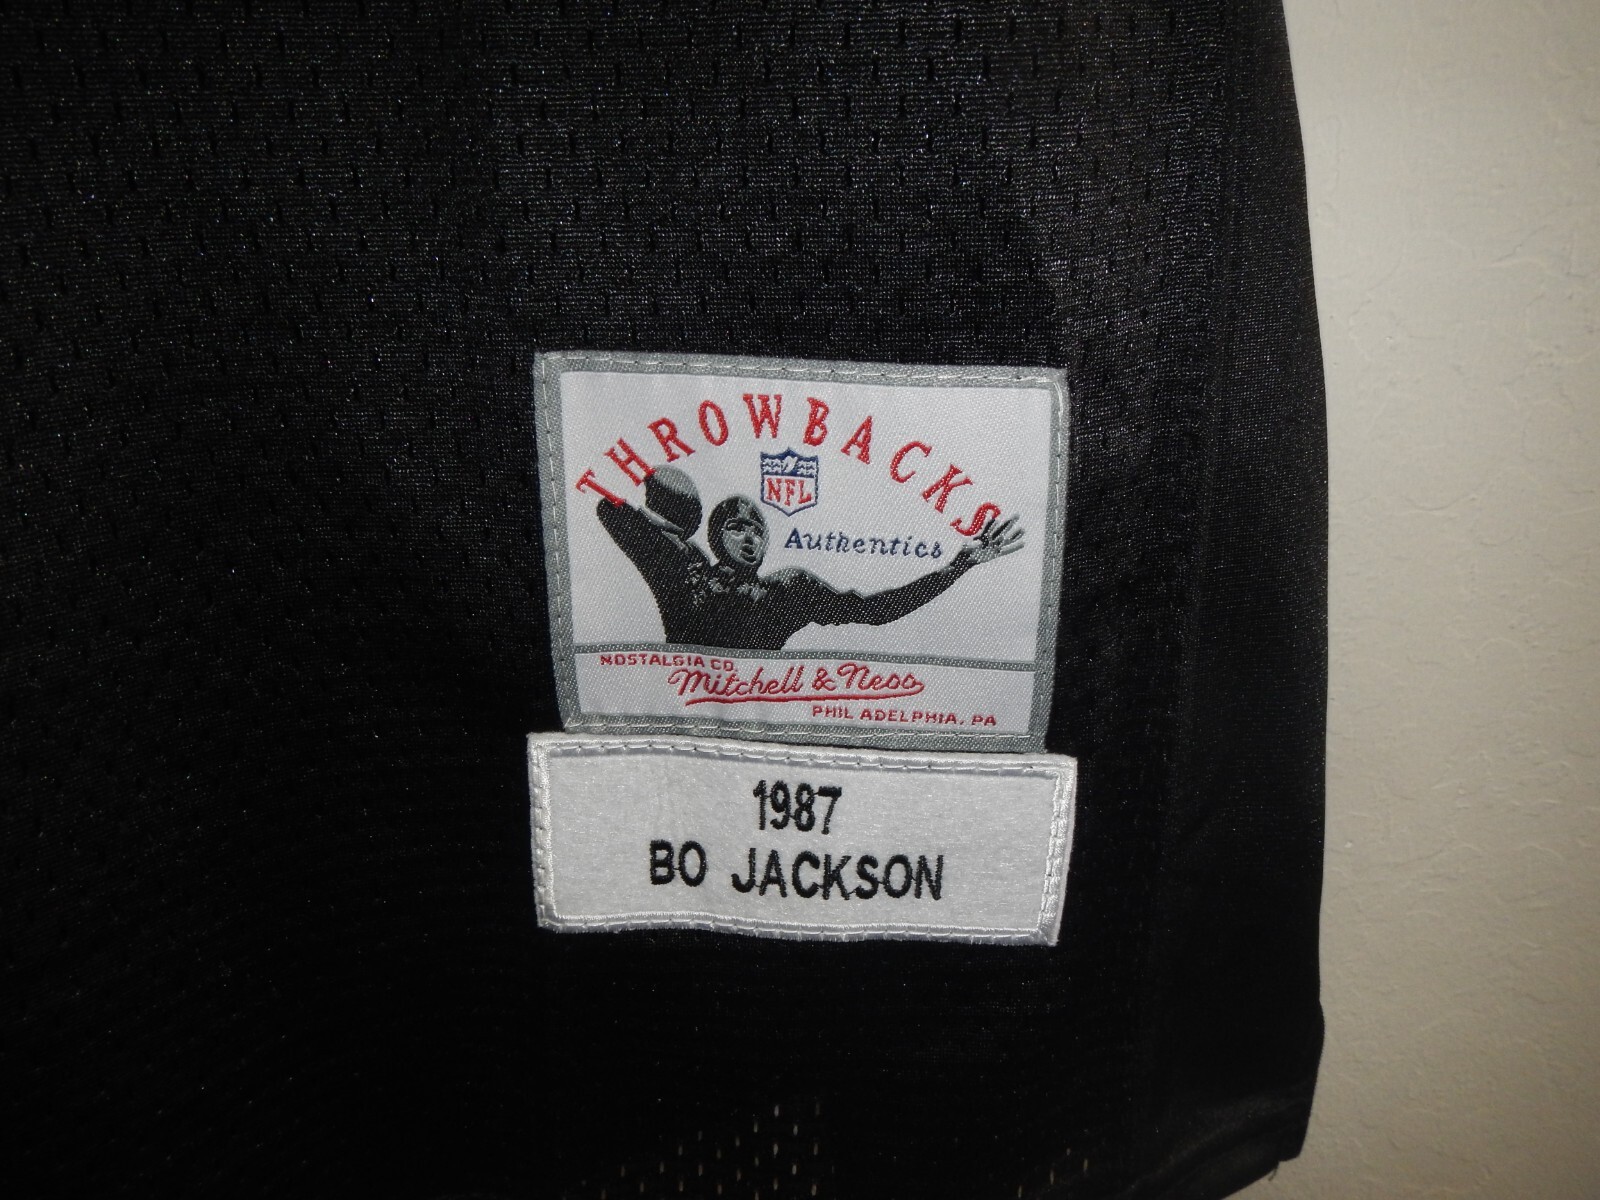 THROWBACKS
NFL
Authentics
NOSTALGIA CO.
Mitchell & Ness
PHILADELPHIA, PA
1987
BO JACKSON